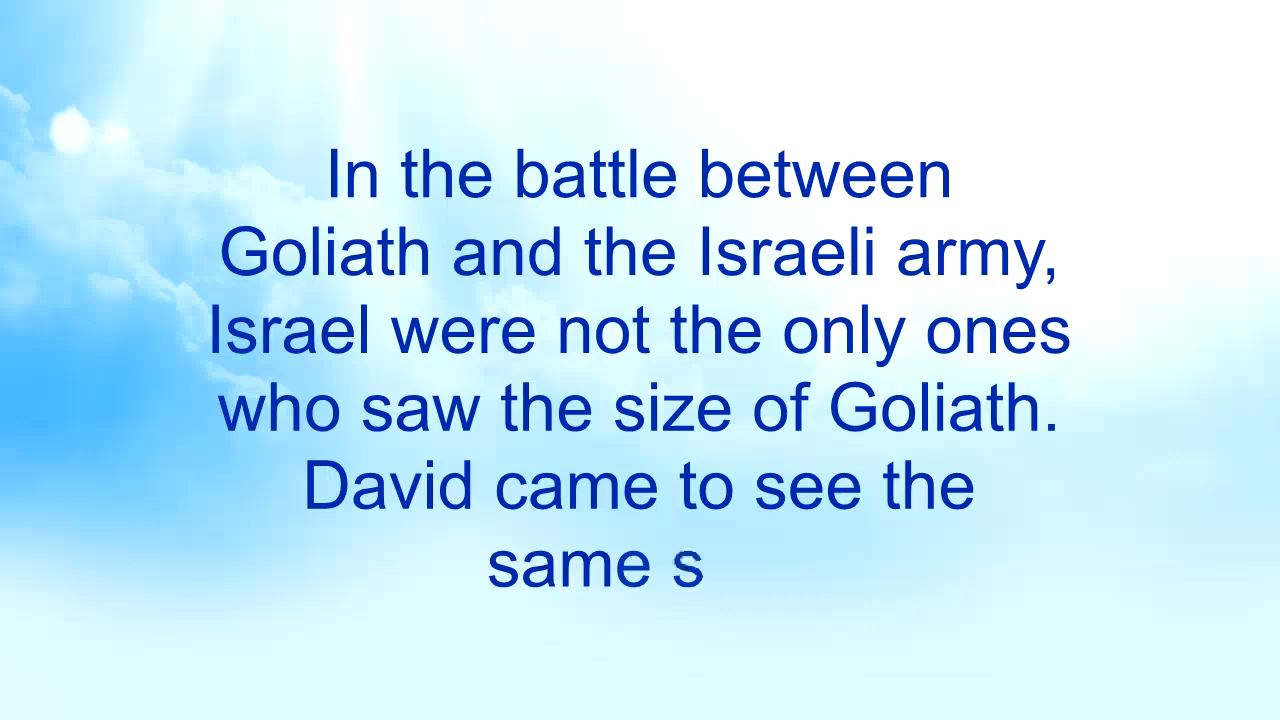 In the battle between
Goliath and the Israeli army,
Israel were not the only ones
who saw the size of Goliath.
David came to see the
same s